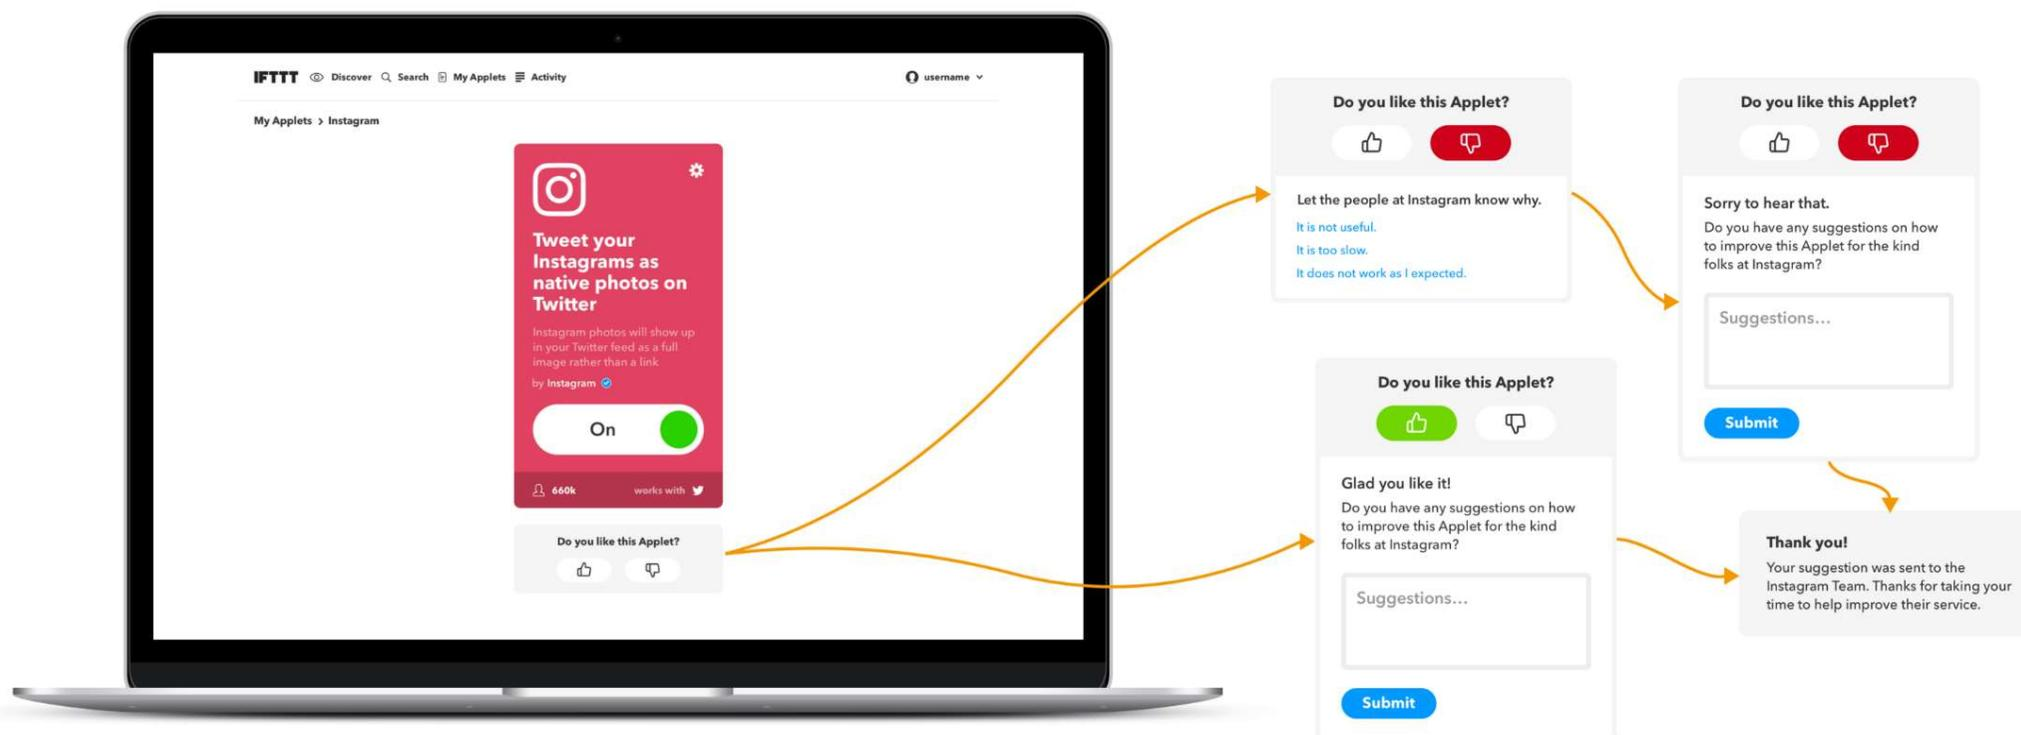 IFTTT Discover Search My Applets Activity username
My Applets > Instagram
Tweet your
Instagrams as
native photos on
Twitter
Instagram photos will show up
in your Twitter feed as a full
image rather than a link
by Instagram
On
660k works with
Do you like this Applet?
Do you like this Applet?
Let the people at Instagram know why.
It is not useful.
It is too slow.
It does not work as I expected.
Do you like this Applet?
Sorry to hear that.
Do you have any suggestions on how
to improve this Applet for the kind
folks at Instagram?
Suggestions...
Submit
Do you like this Applet?
Glad you like it!
Do you have any suggestions on how
to improve this Applet for the kind
folks at Instagram?
Suggestions...
Submit
Thank you!
Your suggestion was sent to the
Instagram Team. Thanks for taking your
time to help improve their service.